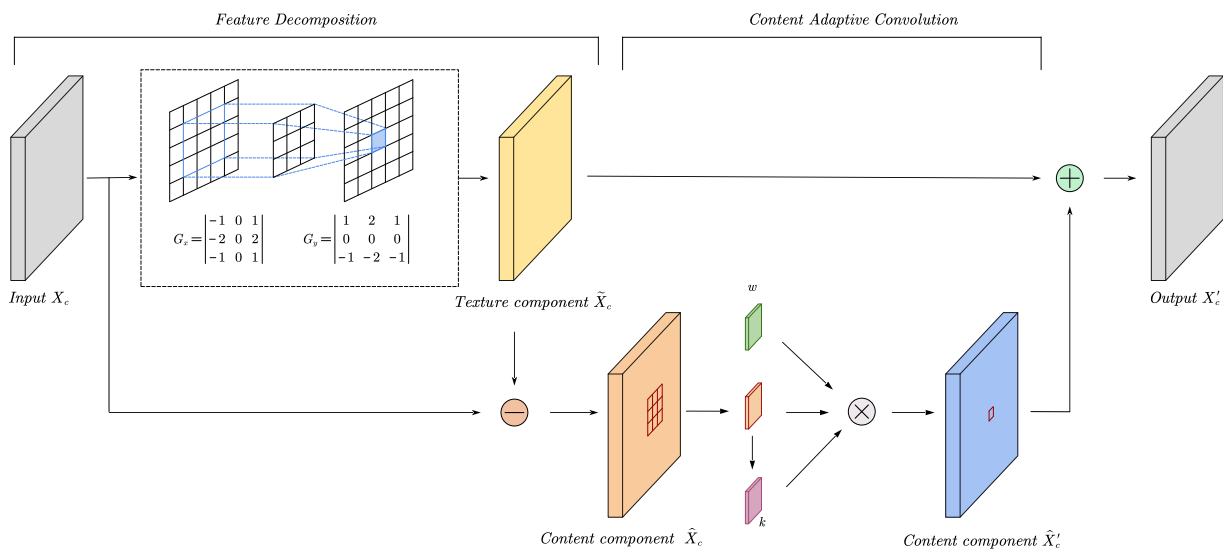 Feature Decomposition
Content Adaptive Convolution
G_x = |-1 0 1|
|-2 0 2|
|-1 0 1|
G_y = |1 2 1|
|0 0 0|
|-1 -2 -1|
Input X_c
Texture component X̃_c
Output X'_c
w
k
Content component X̂_c
Content component X̂'_c